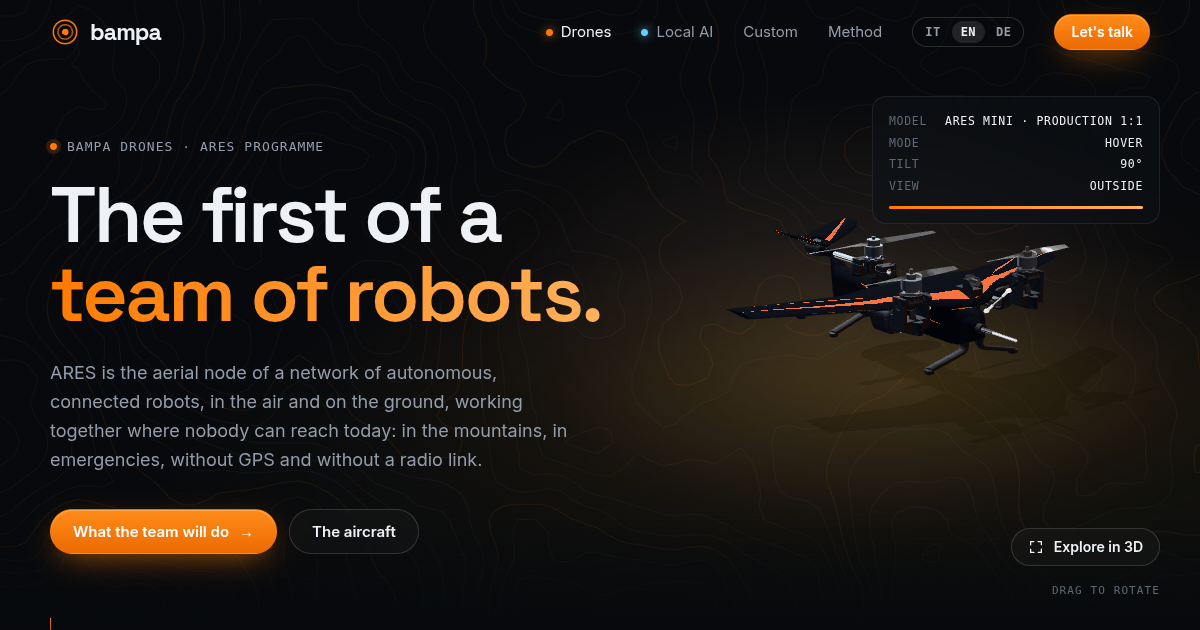 bampa
Drones
Local AI
Custom
Method
IT EN DE
Let's talk
BAMPA DRONES · ARES PROGRAMME
The first of a
team of robots.
ARES is the aerial node of a network of autonomous,
connected robots, in the air and on the ground, working
together where nobody can reach today: in the mountains, in
emergencies, without GPS and without a radio link.
What the team will do →
The aircraft
MODEL ARES MINI · PRODUCTION 1:1
MODE HOVER
TILT 90°
VIEW OUTSIDE
Explore in 3D
DRAG TO ROTATE